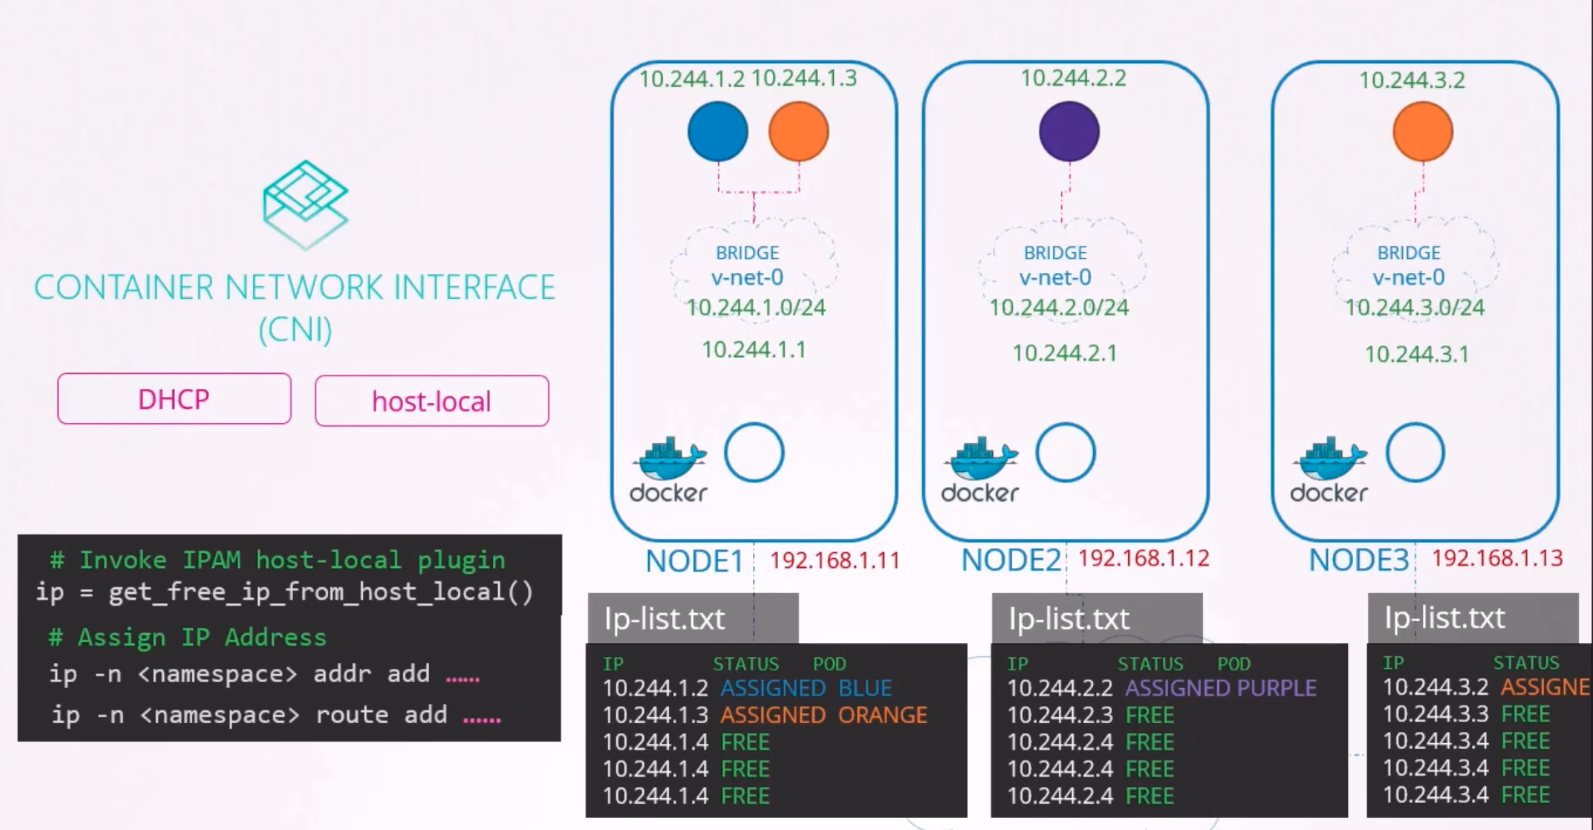 CONTAINER NETWORK INTERFACE
(CNI)
DHCP
host-local
# Invoke IPAM host-local plugin
ip = get_free_ip_from_host_local()
# Assign IP Address
ip -n <namespace> addr add ……
ip -n <namespace> route add ……
10.244.1.2 10.244.1.3
BRIDGE
v-net-0
10.244.1.0/24
10.244.1.1
docker
NODE1 192.168.1.11
Ip-list.txt
IP STATUS POD
10.244.1.2 ASSIGNED BLUE
10.244.1.3 ASSIGNED ORANGE
10.244.1.4 FREE
10.244.1.4 FREE
10.244.1.4 FREE
10.244.2.2
BRIDGE
v-net-0
10.244.2.0/24
10.244.2.1
docker
NODE2 192.168.1.12
Ip-list.txt
IP STATUS POD
10.244.2.2 ASSIGNED PURPLE
10.244.2.3 FREE
10.244.2.4 FREE
10.244.2.4 FREE
10.244.2.4 FREE
10.244.3.2
BRIDGE
v-net-0
10.244.3.0/24
10.244.3.1
docker
NODE3 192.168.1.13
Ip-list.txt
IP STATUS
10.244.3.2 ASSIGNE
10.244.3.3 FREE
10.244.3.4 FREE
10.244.3.4 FREE
10.244.3.4 FREE